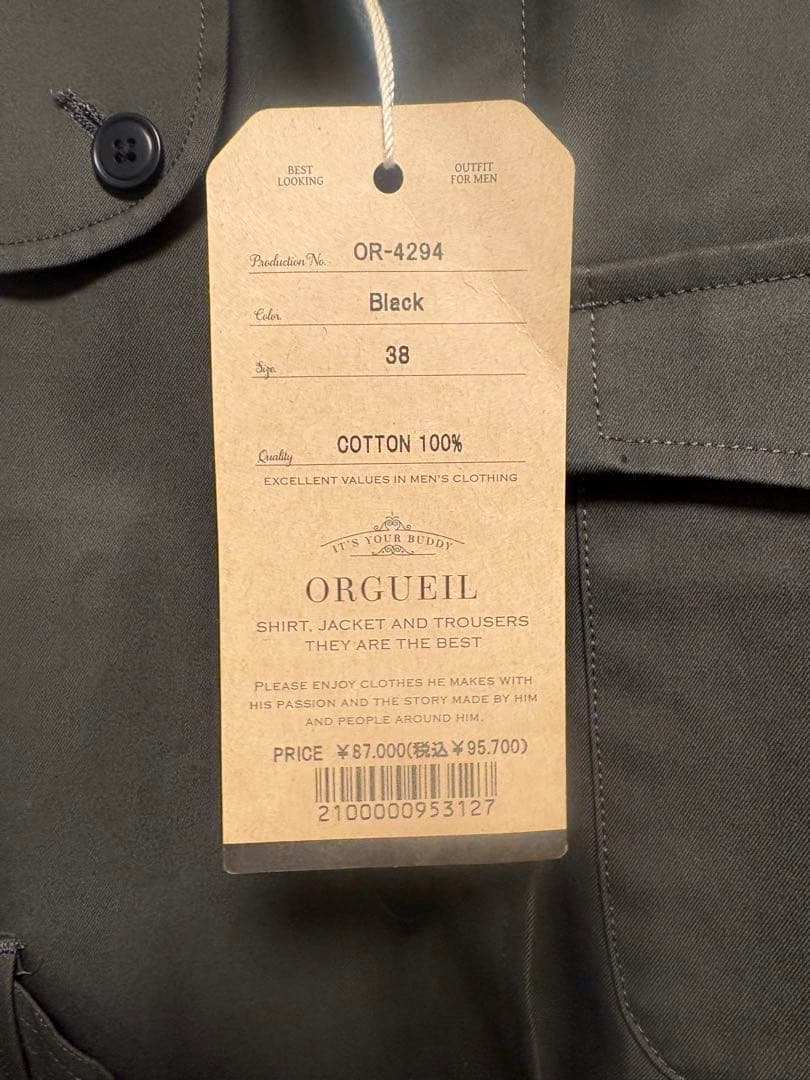 BEST
LOOKING
OUTFIT
FOR MEN
Production No. OR-4294
Color. Black
Size. 38
Quality COTTON 100%
EXCELLENT VALUES IN MEN'S CLOTHING
IT'S YOUR BUDDY
ORGUEIL
SHIRT, JACKET AND TROUSERS
THEY ARE THE BEST
PLEASE ENJOY CLOTHES HE MAKES WITH
HIS PASSION AND THE STORY MADE BY HIM
AND PEOPLE AROUND HIM.
PRICE ¥87.000(税込¥95.700)
2100000953127